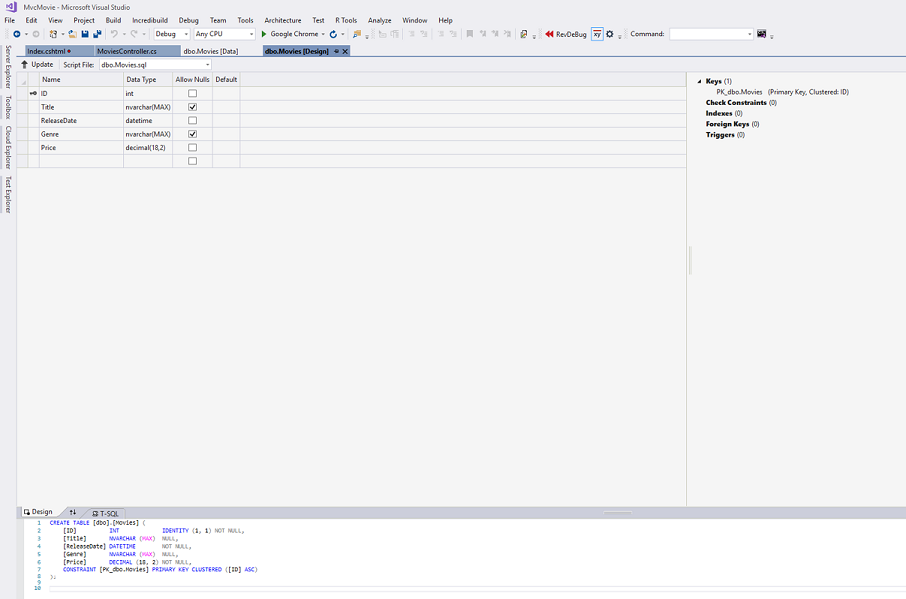 MvcMovie - Microsoft Visual Studio
File Edit View Project Build Incredibuild Debug Team Tools Architecture Test R Tools Analyze Window Help
Debug Any CPU Google Chrome RevDeBug xy Command:
Index.cshtml MoviesController.cs dbo.Movies [Data] dbo.Movies [Design]
Update Script File: dbo.Movies.sql
Server Explorer
Toolbox
Cloud Explorer
Test Explorer
Name Data Type Allow Nulls Default
ID int
Title nvarchar(MAX)
ReleaseDate datetime
Genre nvarchar(MAX)
Price decimal(18,2)
Keys (1)
PK_dbo.Movies (Primary Key, Clustered: ID)
Check Constraints (0)
Indexes (0)
Foreign Keys (0)
Triggers (0)
Design T-SQL
1 CREATE TABLE [dbo].[Movies] (
2 [ID] INT IDENTITY (1, 1) NOT NULL,
3 [Title] NVARCHAR (MAX) NULL,
4 [ReleaseDate] DATETIME NOT NULL,
5 [Genre] NVARCHAR (MAX) NULL,
6 [Price] DECIMAL (18, 2) NOT NULL,
7 CONSTRAINT [PK_dbo.Movies] PRIMARY KEY CLUSTERED ([ID] ASC)
8 );
9
10